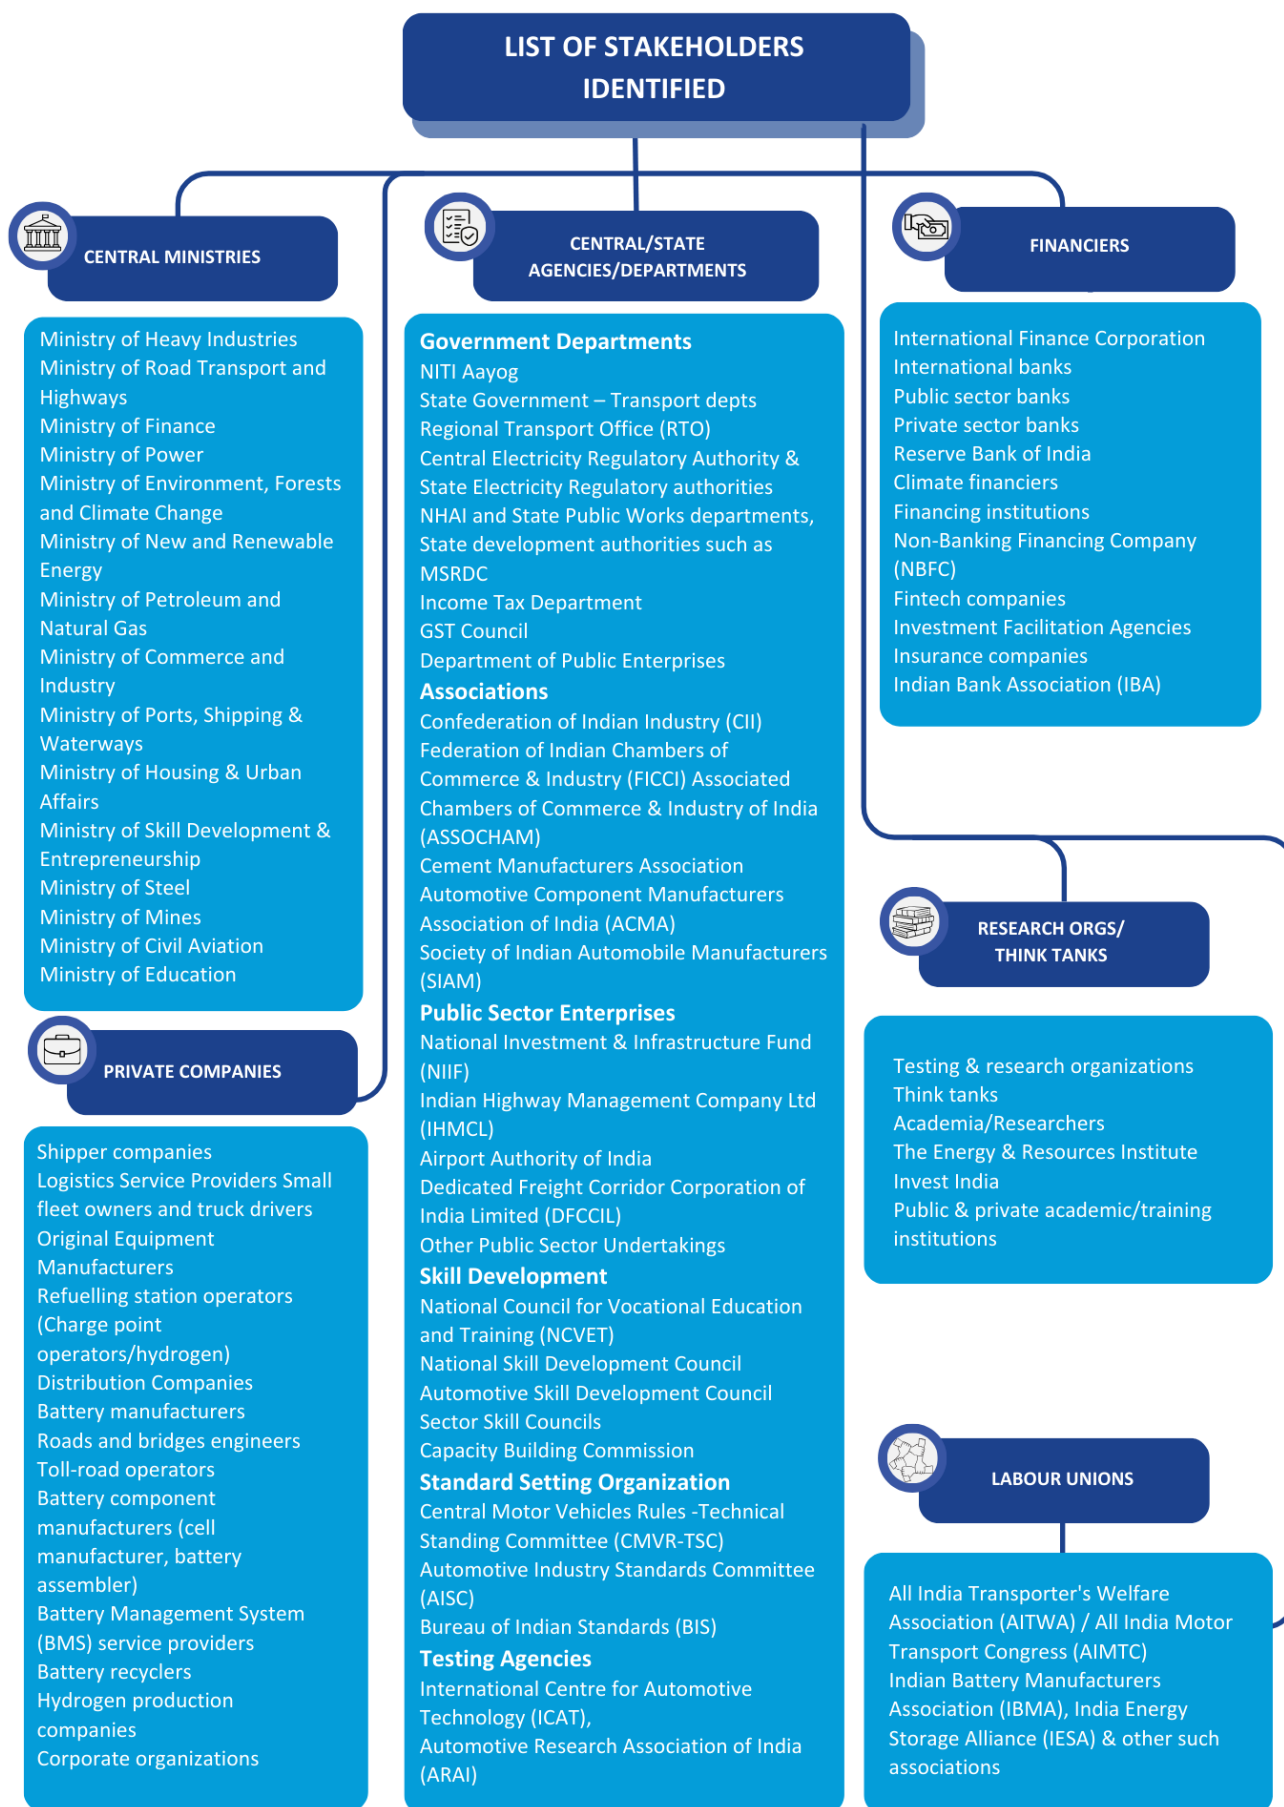 LIST OF STAKEHOLDERS
IDENTIFIED
CENTRAL MINISTRIES
Ministry of Heavy Industries
Ministry of Road Transport and
Highways
Ministry of Finance
Ministry of Power
Ministry of Environment, Forests
and Climate Change
Ministry of New and Renewable
Energy
Ministry of Petroleum and
Natural Gas
Ministry of Commerce and
Industry
Ministry of Ports, Shipping &
Waterways
Ministry of Housing & Urban
Affairs
Ministry of Skill Development &
Entrepreneurship
Ministry of Steel
Ministry of Mines
Ministry of Civil Aviation
Ministry of Education
PRIVATE COMPANIES
Shipper companies
Logistics Service Providers Small
fleet owners and truck drivers
Original Equipment
Manufacturers
Refuelling station operators
(Charge point
operators/hydrogen)
Distribution Companies
Battery manufacturers
Roads and bridges engineers
Toll-road operators
Battery component
manufacturers (cell
manufacturer, battery
assembler)
Battery Management System
(BMS) service providers
Battery recyclers
Hydrogen production
companies
Corporate organizations
CENTRAL/STATE
AGENCIES/DEPARTMENTS
Government Departments
NITI Aayog
State Government – Transport depts
Regional Transport Office (RTO)
Central Electricity Regulatory Authority &
State Electricity Regulatory authorities
NHAI and State Public Works departments,
State development authorities such as
MSRDC
Income Tax Department
GST Council
Department of Public Enterprises
Associations
Confederation of Indian Industry (CII)
Federation of Indian Chambers of
Commerce & Industry (FICCI) Associated
Chambers of Commerce & Industry of India
(ASSOCHAM)
Cement Manufacturers Association
Automotive Component Manufacturers
Association of India (ACMA)
Society of Indian Automobile Manufacturers
(SIAM)
Public Sector Enterprises
National Investment & Infrastructure Fund
(NIIF)
Indian Highway Management Company Ltd
(IHMCL)
Airport Authority of India
Dedicated Freight Corridor Corporation of
India Limited (DFCCIL)
Other Public Sector Undertakings
Skill Development
National Council for Vocational Education
and Training (NCVET)
National Skill Development Council
Automotive Skill Development Council
Sector Skill Councils
Capacity Building Commission
Standard Setting Organization
Central Motor Vehicles Rules -Technical
Standing Committee (CMVR-TSC)
Automotive Industry Standards Committee
(AISC)
Bureau of Indian Standards (BIS)
Testing Agencies
International Centre for Automotive
Technology (ICAT),
Automotive Research Association of India
(ARAI)
FINANCIERS
International Finance Corporation
International banks
Public sector banks
Private sector banks
Reserve Bank of India
Climate financiers
Financing institutions
Non-Banking Financing Company
(NBFC)
Fintech companies
Investment Facilitation Agencies
Insurance companies
Indian Bank Association (IBA)
RESEARCH ORGS/
THINK TANKS
Testing & research organizations
Think tanks
Academia/Researchers
The Energy & Resources Institute
Invest India
Public & private academic/training
institutions
LABOUR UNIONS
All India Transporter's Welfare
Association (AITWA) / All India Motor
Transport Congress (AIMTC)
Indian Battery Manufacturers
Association (IBMA), India Energy
Storage Alliance (IESA) & other such
associations